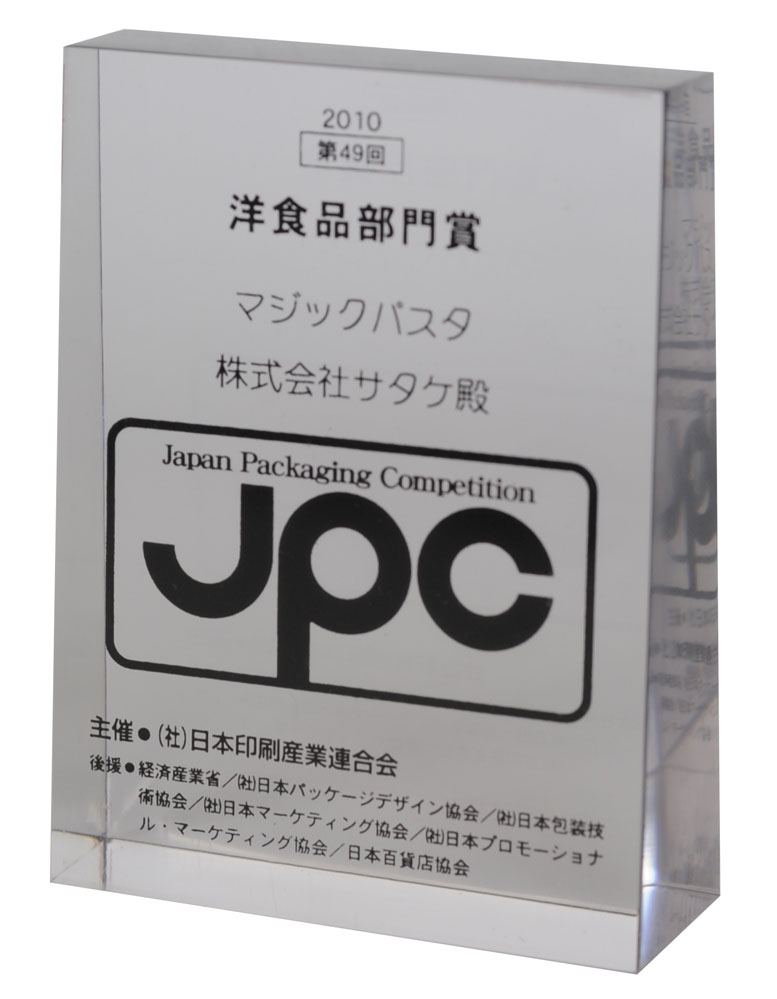 2010
第49回
洋食品部門賞
マジックパスタ
株式会社サタケ殿
Japan Packaging Competition
JPC
主催●(社)日本印刷産業連合会
後援●経済産業省/㈳日本パッケージデザイン協会/㈳日本包装技
術協会/㈳日本マーケティング協会/㈳日本プロモーショナ
ル・マーケティング協会/日本百貨店協会